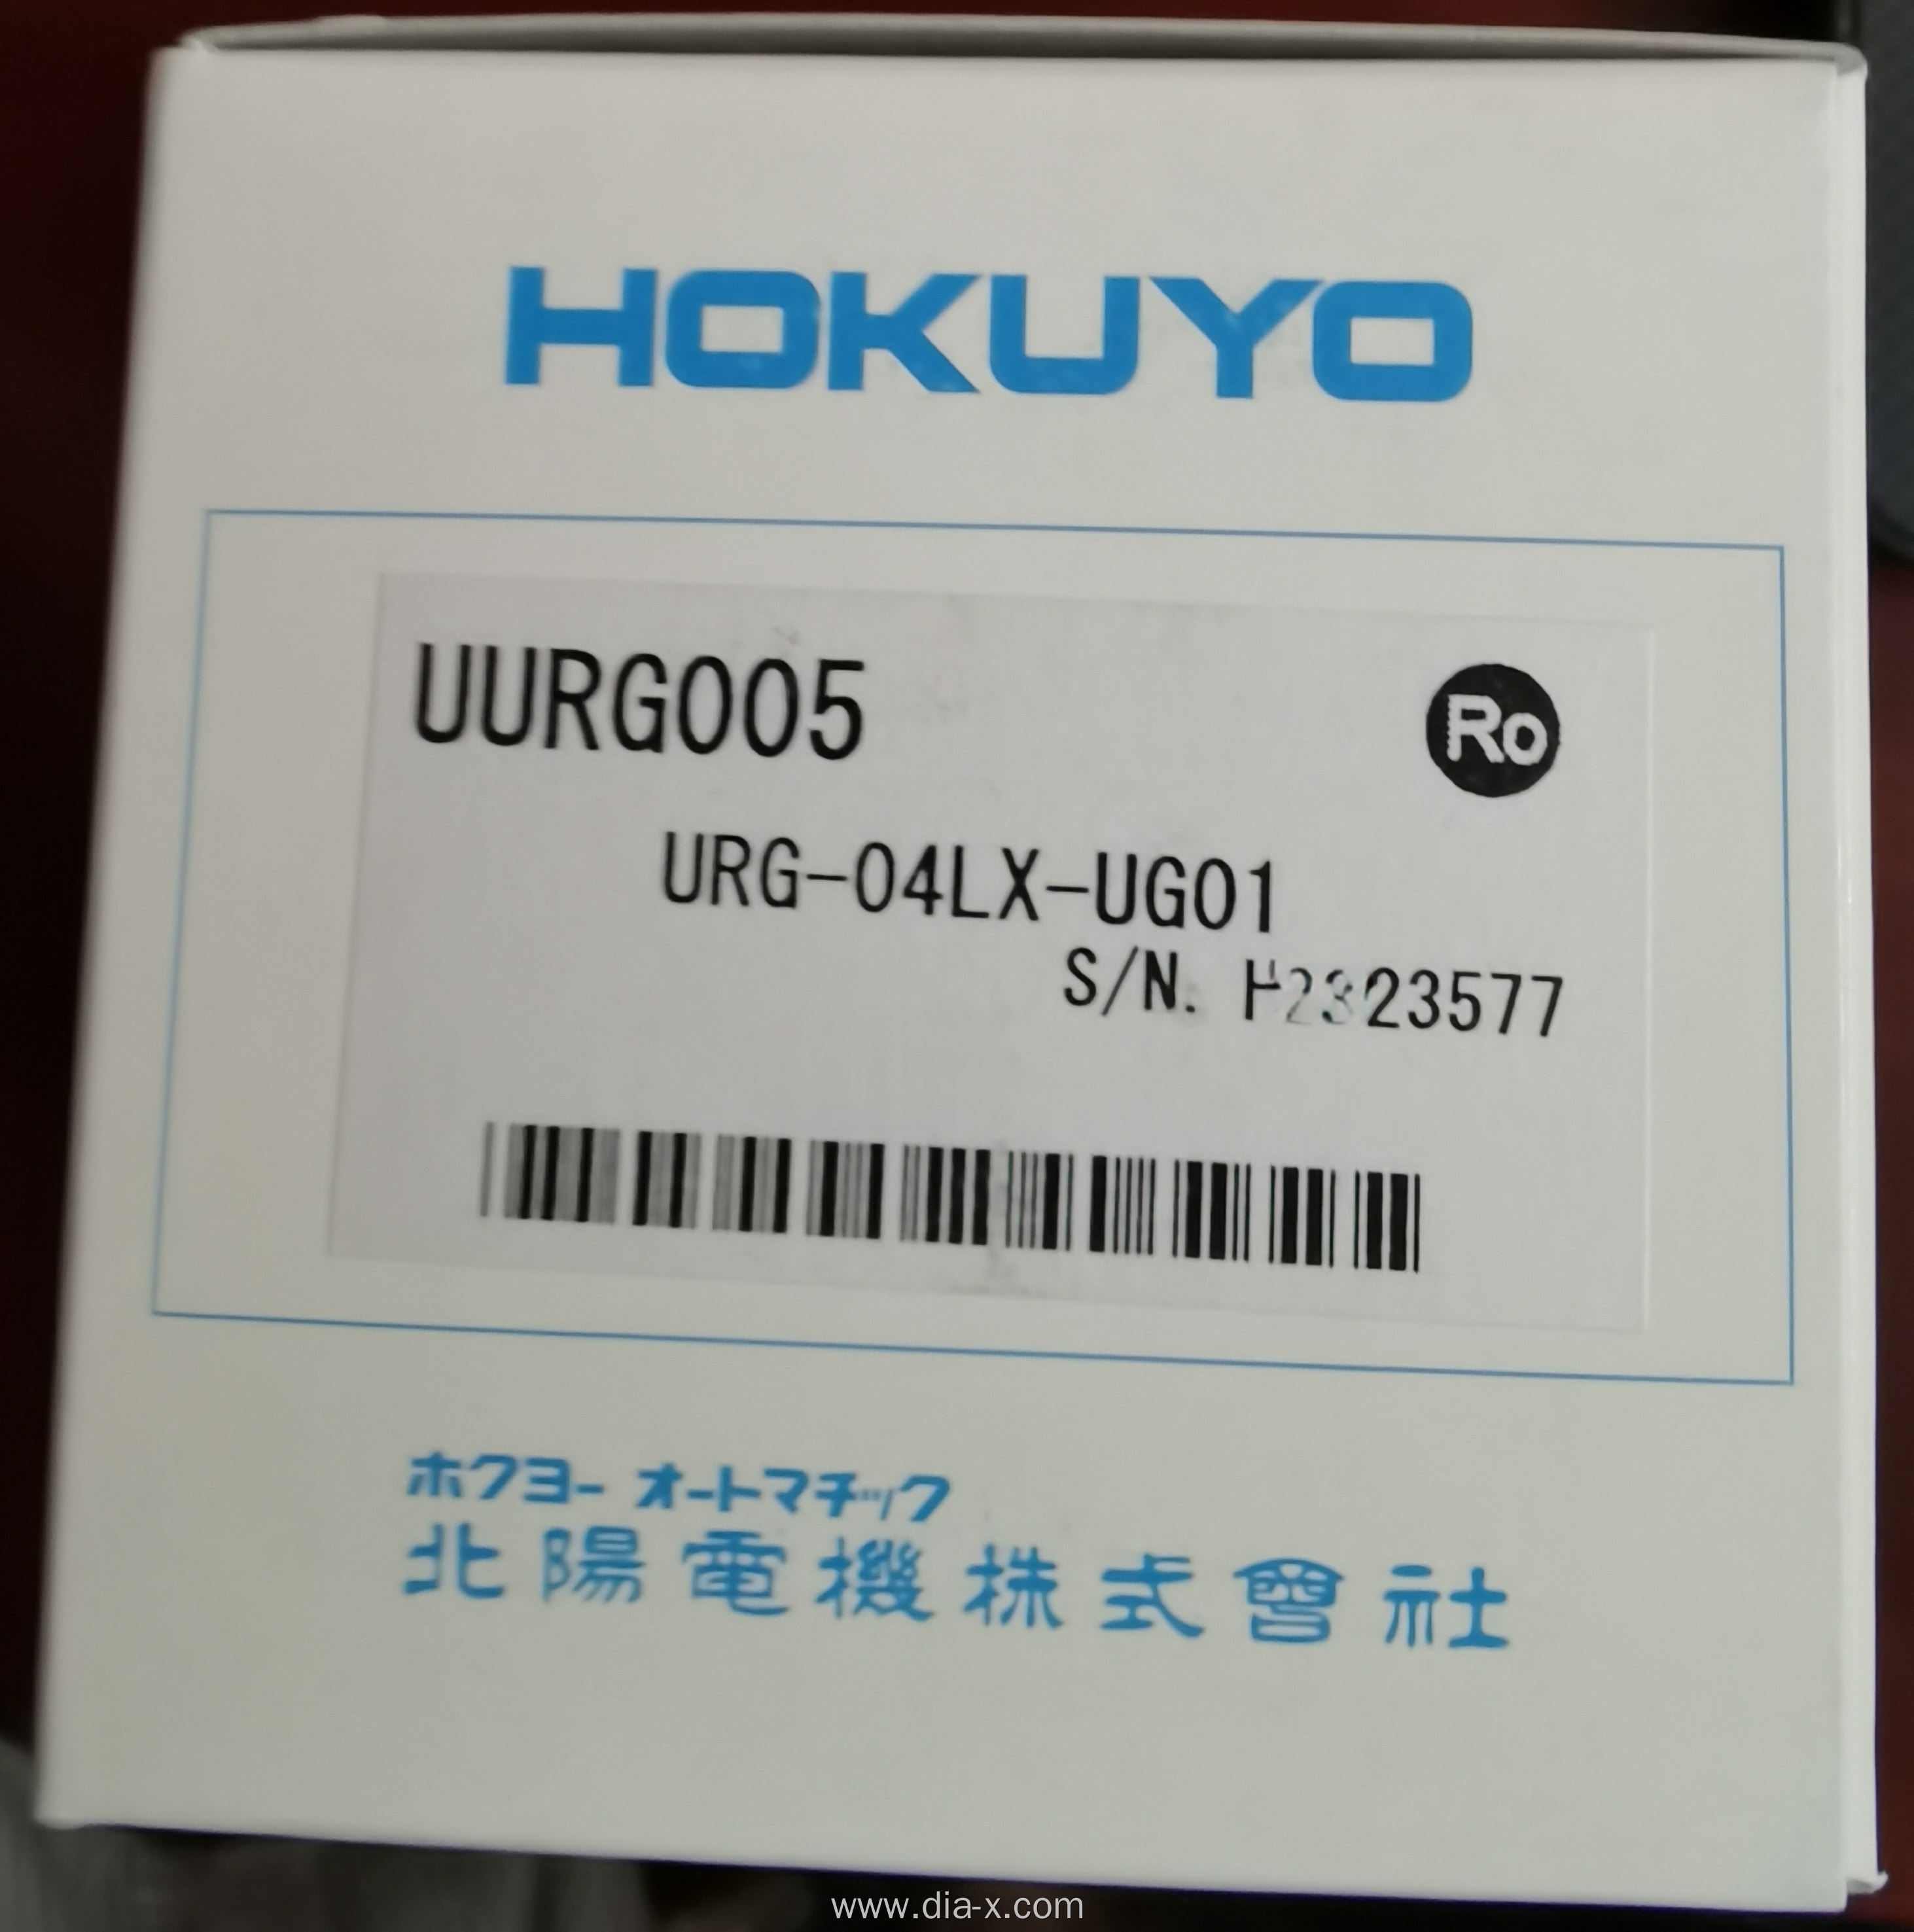 HOKUYO
UURG005
Ro
URG-04LX-UG01
S/N. H2323577
ホクヨー オートマチック
北陽電機株式會社
www.dia-x.com